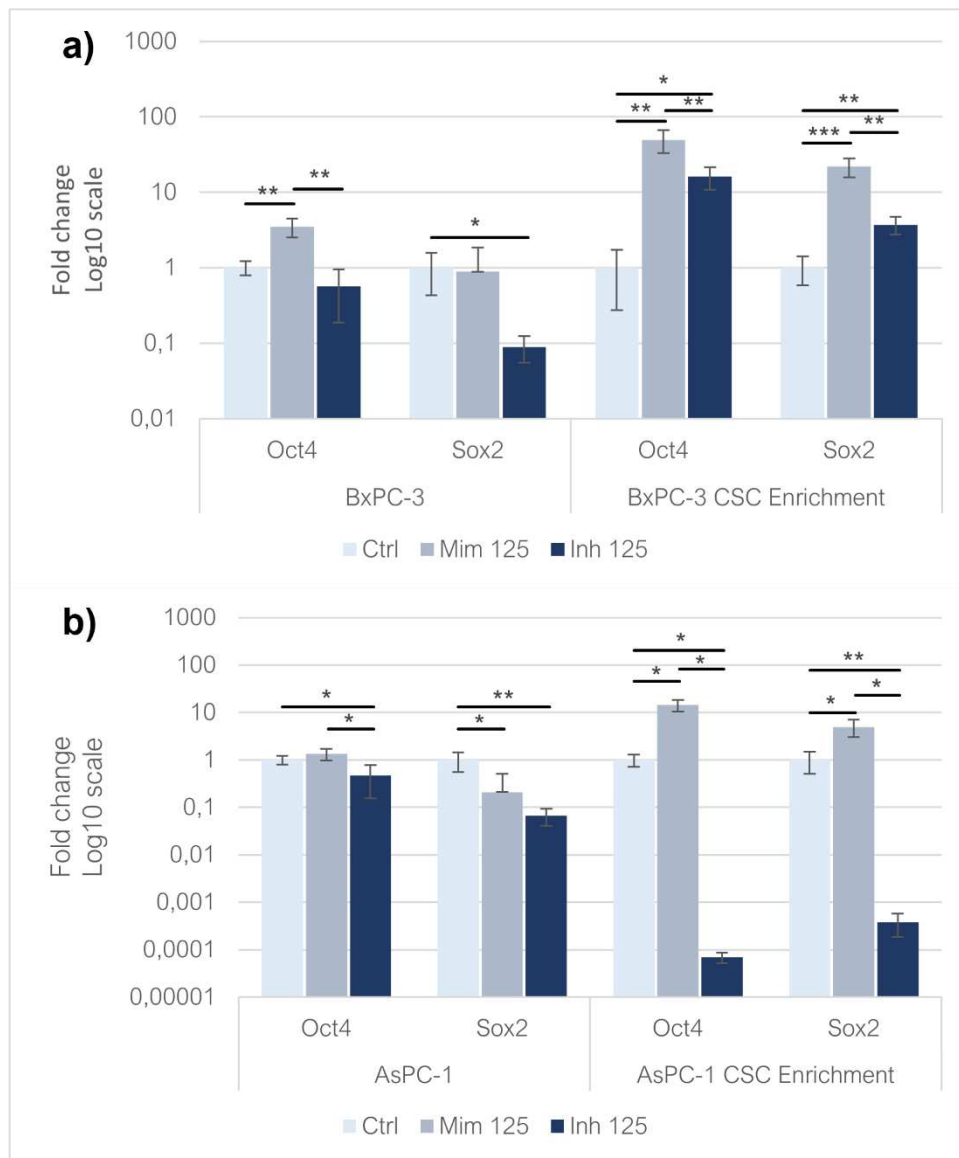 a)
Fold change
Log10 scale
1000
100
10
1
0,1
0,01
** ** * * ** ** ** *** **
Oct4 Sox2 Oct4 Sox2
BxPC-3 BxPC-3 CSC Enrichment
Ctrl Mim 125 Inh 125
b)
Fold change
Log10 scale
1000
100
10
1
0,1
0,01
0,001
0,0001
0,00001
* * ** * * * * ** * *
Oct4 Sox2 Oct4 Sox2
AsPC-1 AsPC-1 CSC Enrichment
Ctrl Mim 125 Inh 125